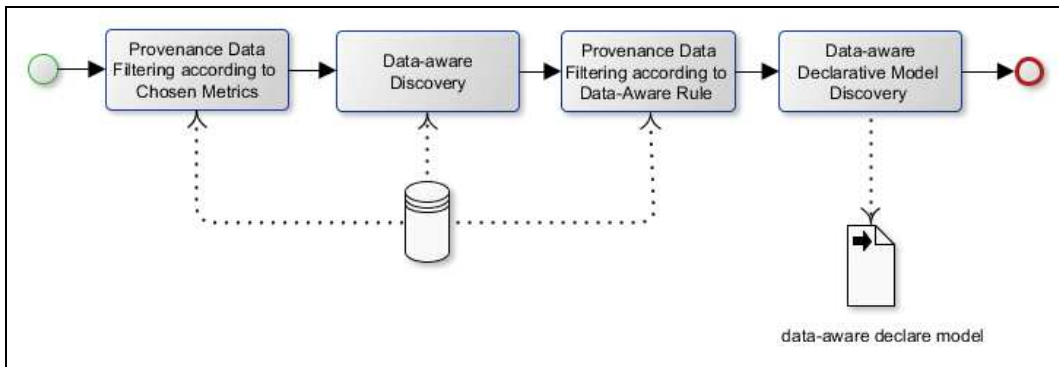 Provenance Data
Filtering according to
Chosen Metrics
Data-aware
Discovery
Provenance Data
Filtering according to
Data-Aware Rule
Data-aware
Declarative Model
Discovery
data-aware declare model